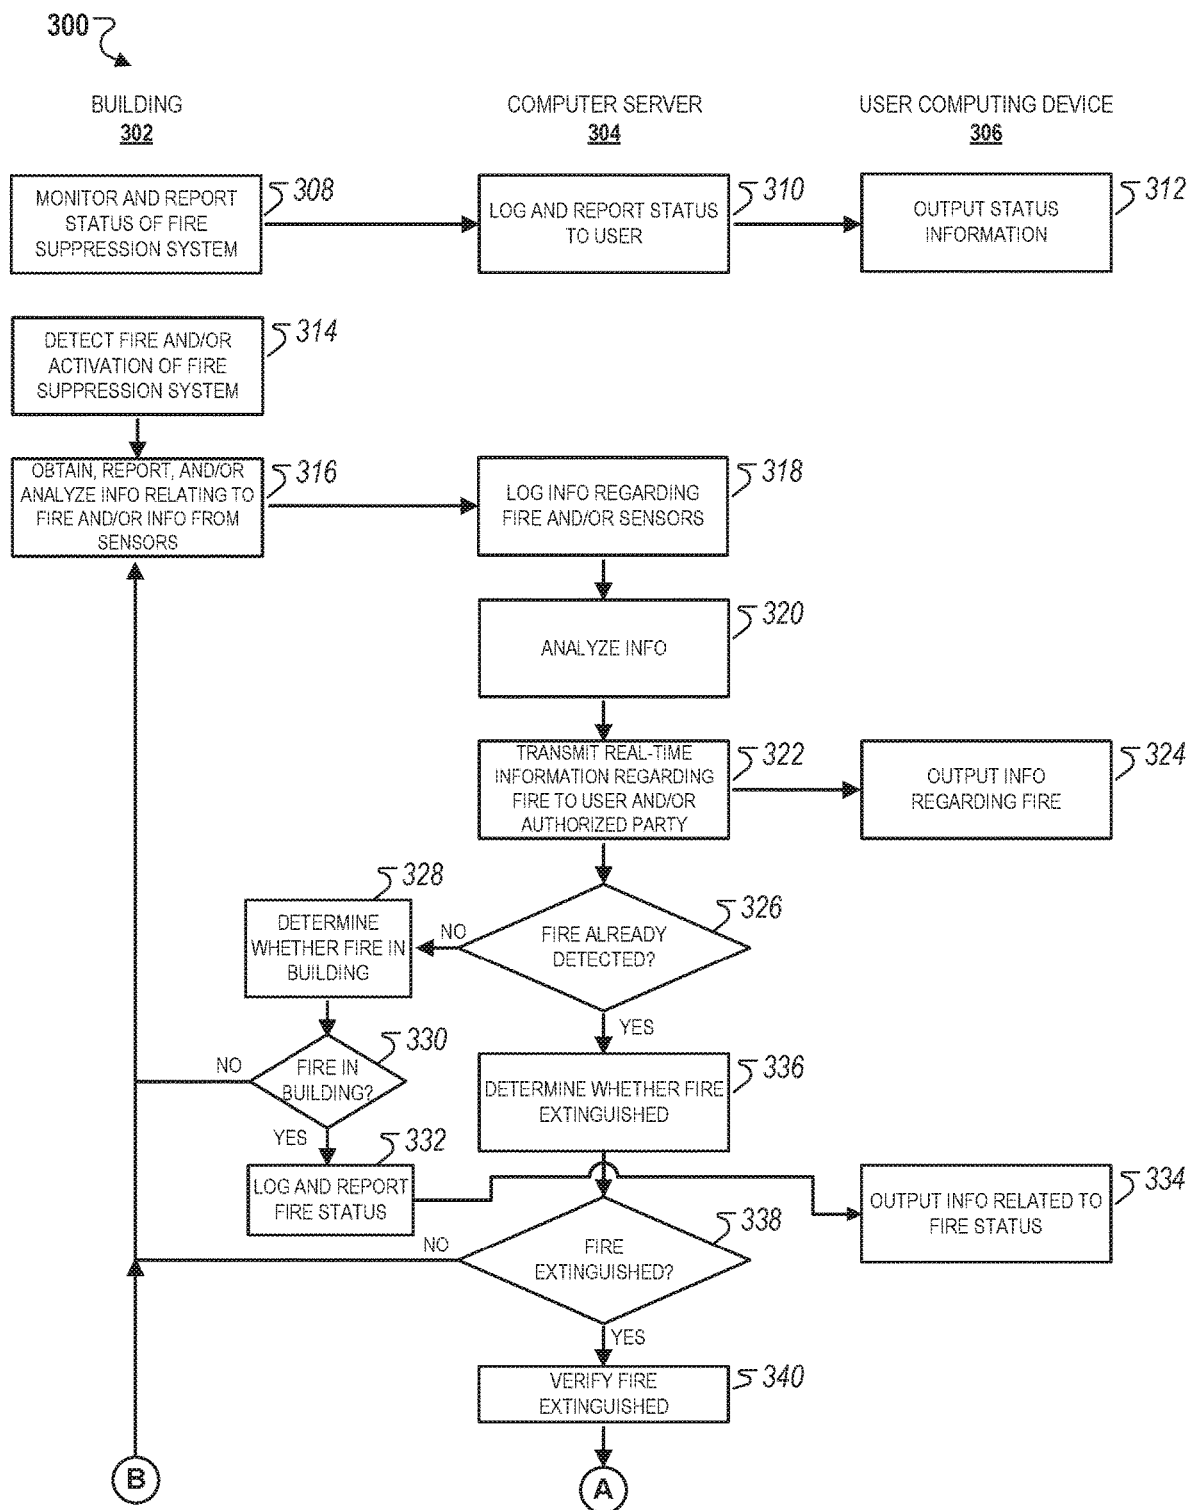 300
BUILDING
302
COMPUTER SERVER
304
USER COMPUTING DEVICE
306
MONITOR AND REPORT
STATUS OF FIRE
SUPPRESSION SYSTEM
308
LOG AND REPORT STATUS
TO USER
310
OUTPUT STATUS
INFORMATION
312
DETECT FIRE AND/OR
ACTIVATION OF FIRE
SUPPRESSION SYSTEM
314
OBTAIN, REPORT, AND/OR
ANALYZE INFO RELATING TO
FIRE AND/OR INFO FROM
SENSORS
316
LOG INFO REGARDING
FIRE AND/OR SENSORS
318
ANALYZE INFO
320
TRANSMIT REAL-TIME
INFORMATION REGARDING
FIRE TO USER AND/OR
AUTHORIZED PARTY
322
OUTPUT INFO
REGARDING FIRE
324
FIRE ALREADY
DETECTED?
326
NO
DETERMINE
WHETHER FIRE IN
BUILDING
328
YES
FIRE IN
BUILDING?
330
NO
YES
DETERMINE WHETHER FIRE
EXTINGUISHED
336
LOG AND REPORT
FIRE STATUS
332
OUTPUT INFO RELATED TO
FIRE STATUS
334
FIRE
EXTINGUISHED?
338
NO
YES
VERIFY FIRE
EXTINGUISHED
340
B
A